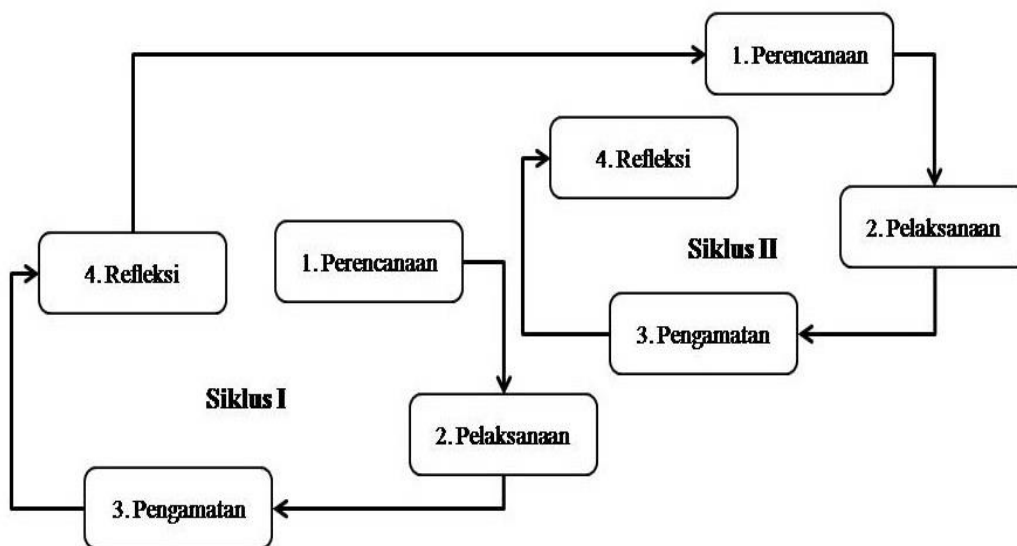 1. Perencanaan
4. Refleksi
2. Pelaksanaan
Siklus II
3. Pengamatan
4. Refleksi
1. Perencanaan
Siklus I
2. Pelaksanaan
3. Pengamatan